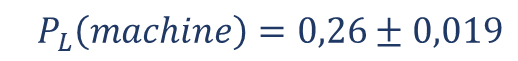 P_L(machine) = 0,26 ± 0,019